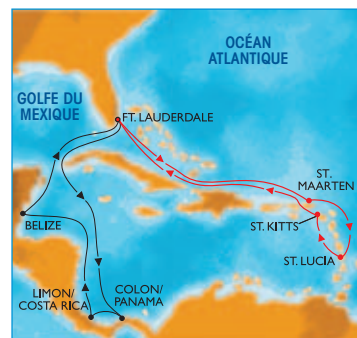 OCÉAN
ATLANTIQUE
GOLFE DU
MEXIQUE
FT. LAUDERDALE
ST.
MAARTEN
ST. KITTS
BELIZE
ST. LUCIA
LIMON/
COSTA RICA
COLON/
PANAMA